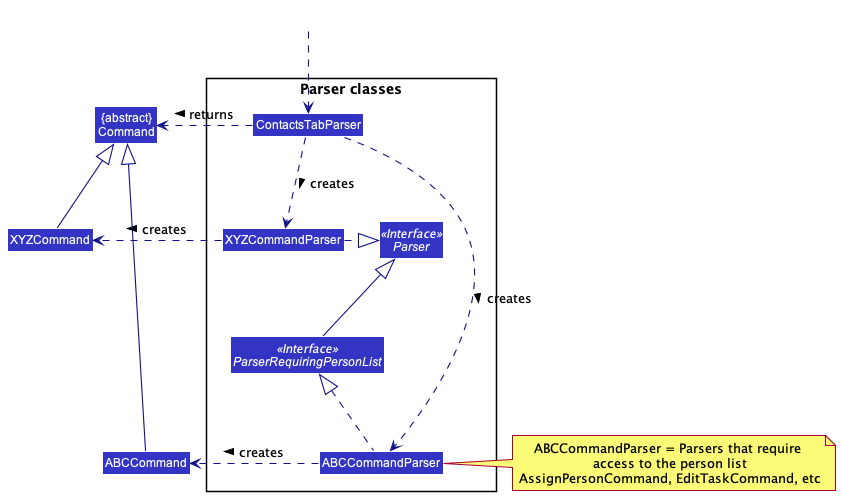 Parser classes
{abstract}
Command
returns
ContactsTabParser
creates
XYZCommand
creates
XYZCommandParser
«Interface»
Parser
creates
«Interface»
ParserRequiringPersonList
ABCCommand
creates
ABCCommandParser
ABCCommandParser = Parsers that require
access to the person list
AssignPersonCommand, EditTaskCommand, etc